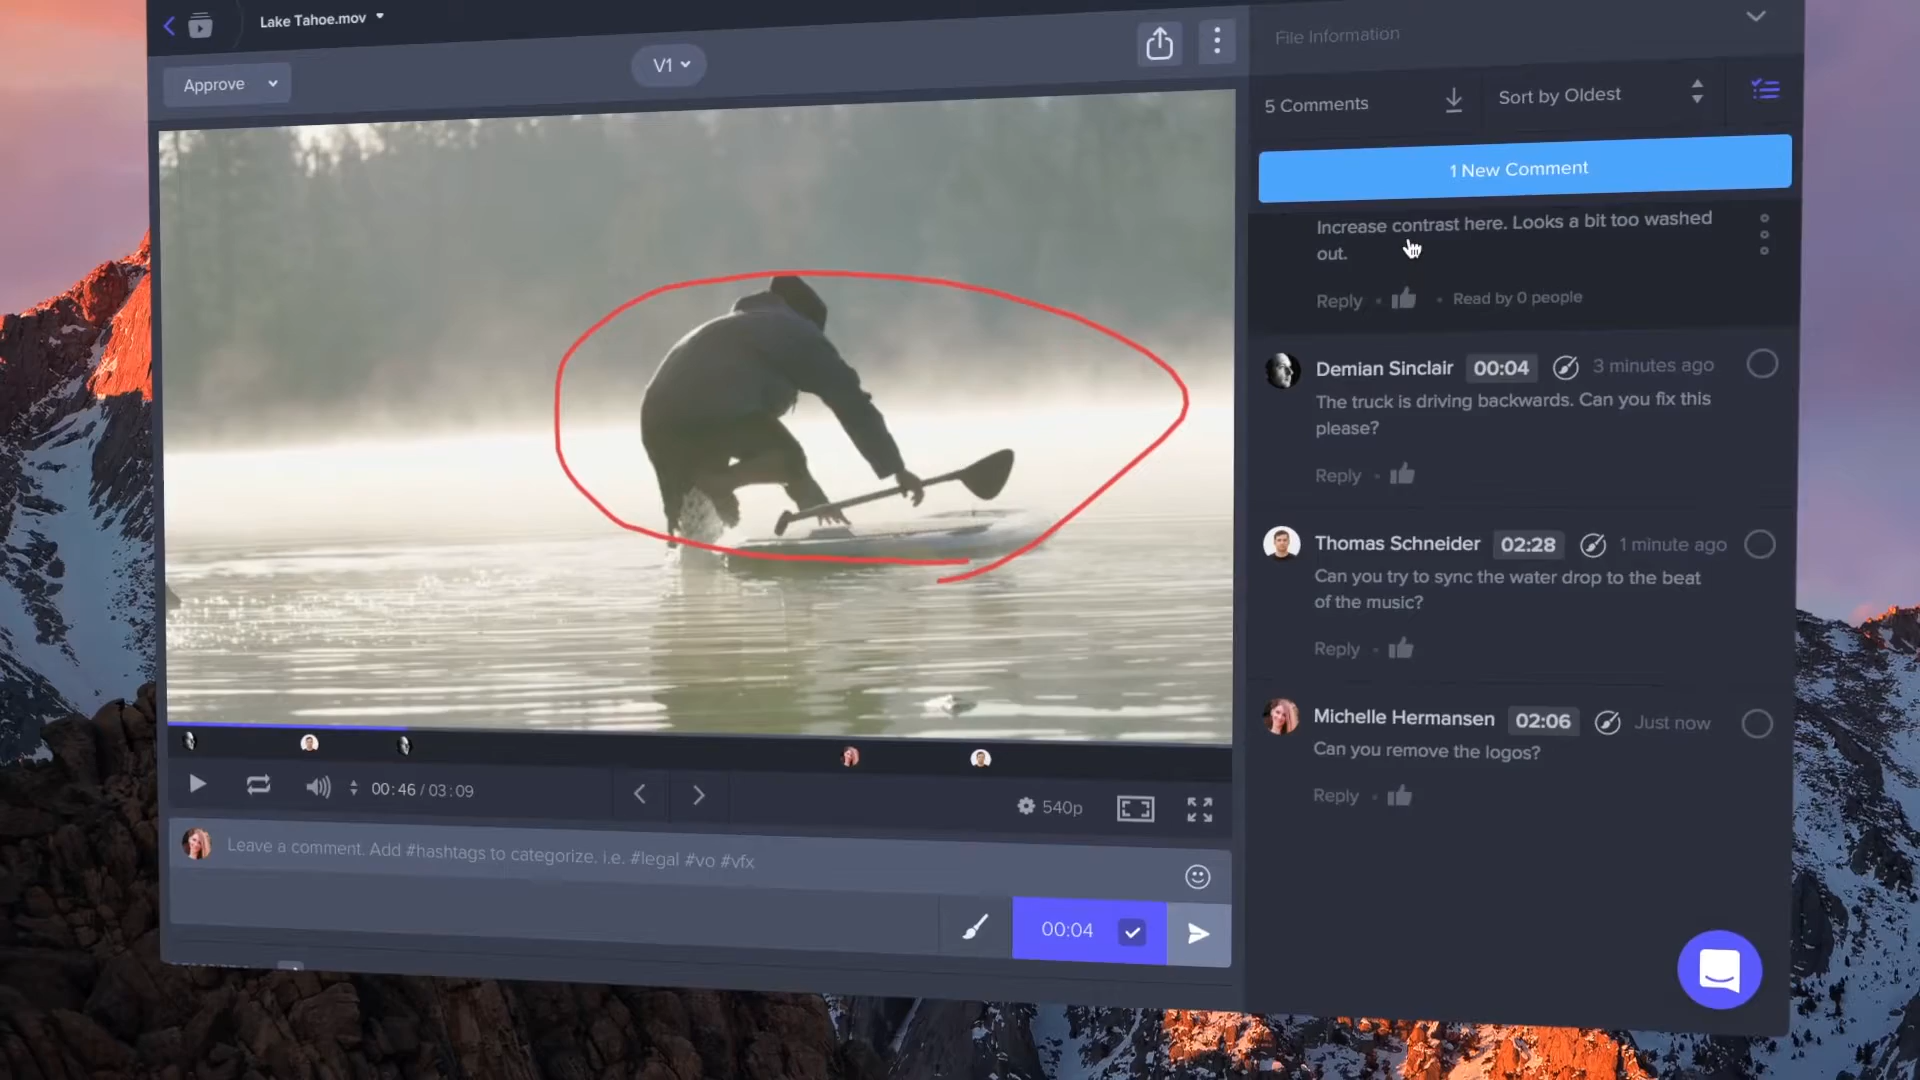 Lake Tahoe.mov
Approve
V1
File Information
5 Comments
Sort by Oldest
1 New Comment
Increase contrast here. Looks a bit too washed
out.
Reply
Read by 0 people
Demian Sinclair 00:04 3 minutes ago
The truck is driving backwards. Can you fix this
please?
Reply
Thomas Schneider 02:28 1 minute ago
Can you try to sync the water drop to the beat
of the music?
Reply
Michelle Hermansen 02:06 Just now
Can you remove the logos?
Reply
00:46 / 03:09
540p
Leave a comment. Add #hashtags to categorize. i.e. #legal #vo #vfx
00:04